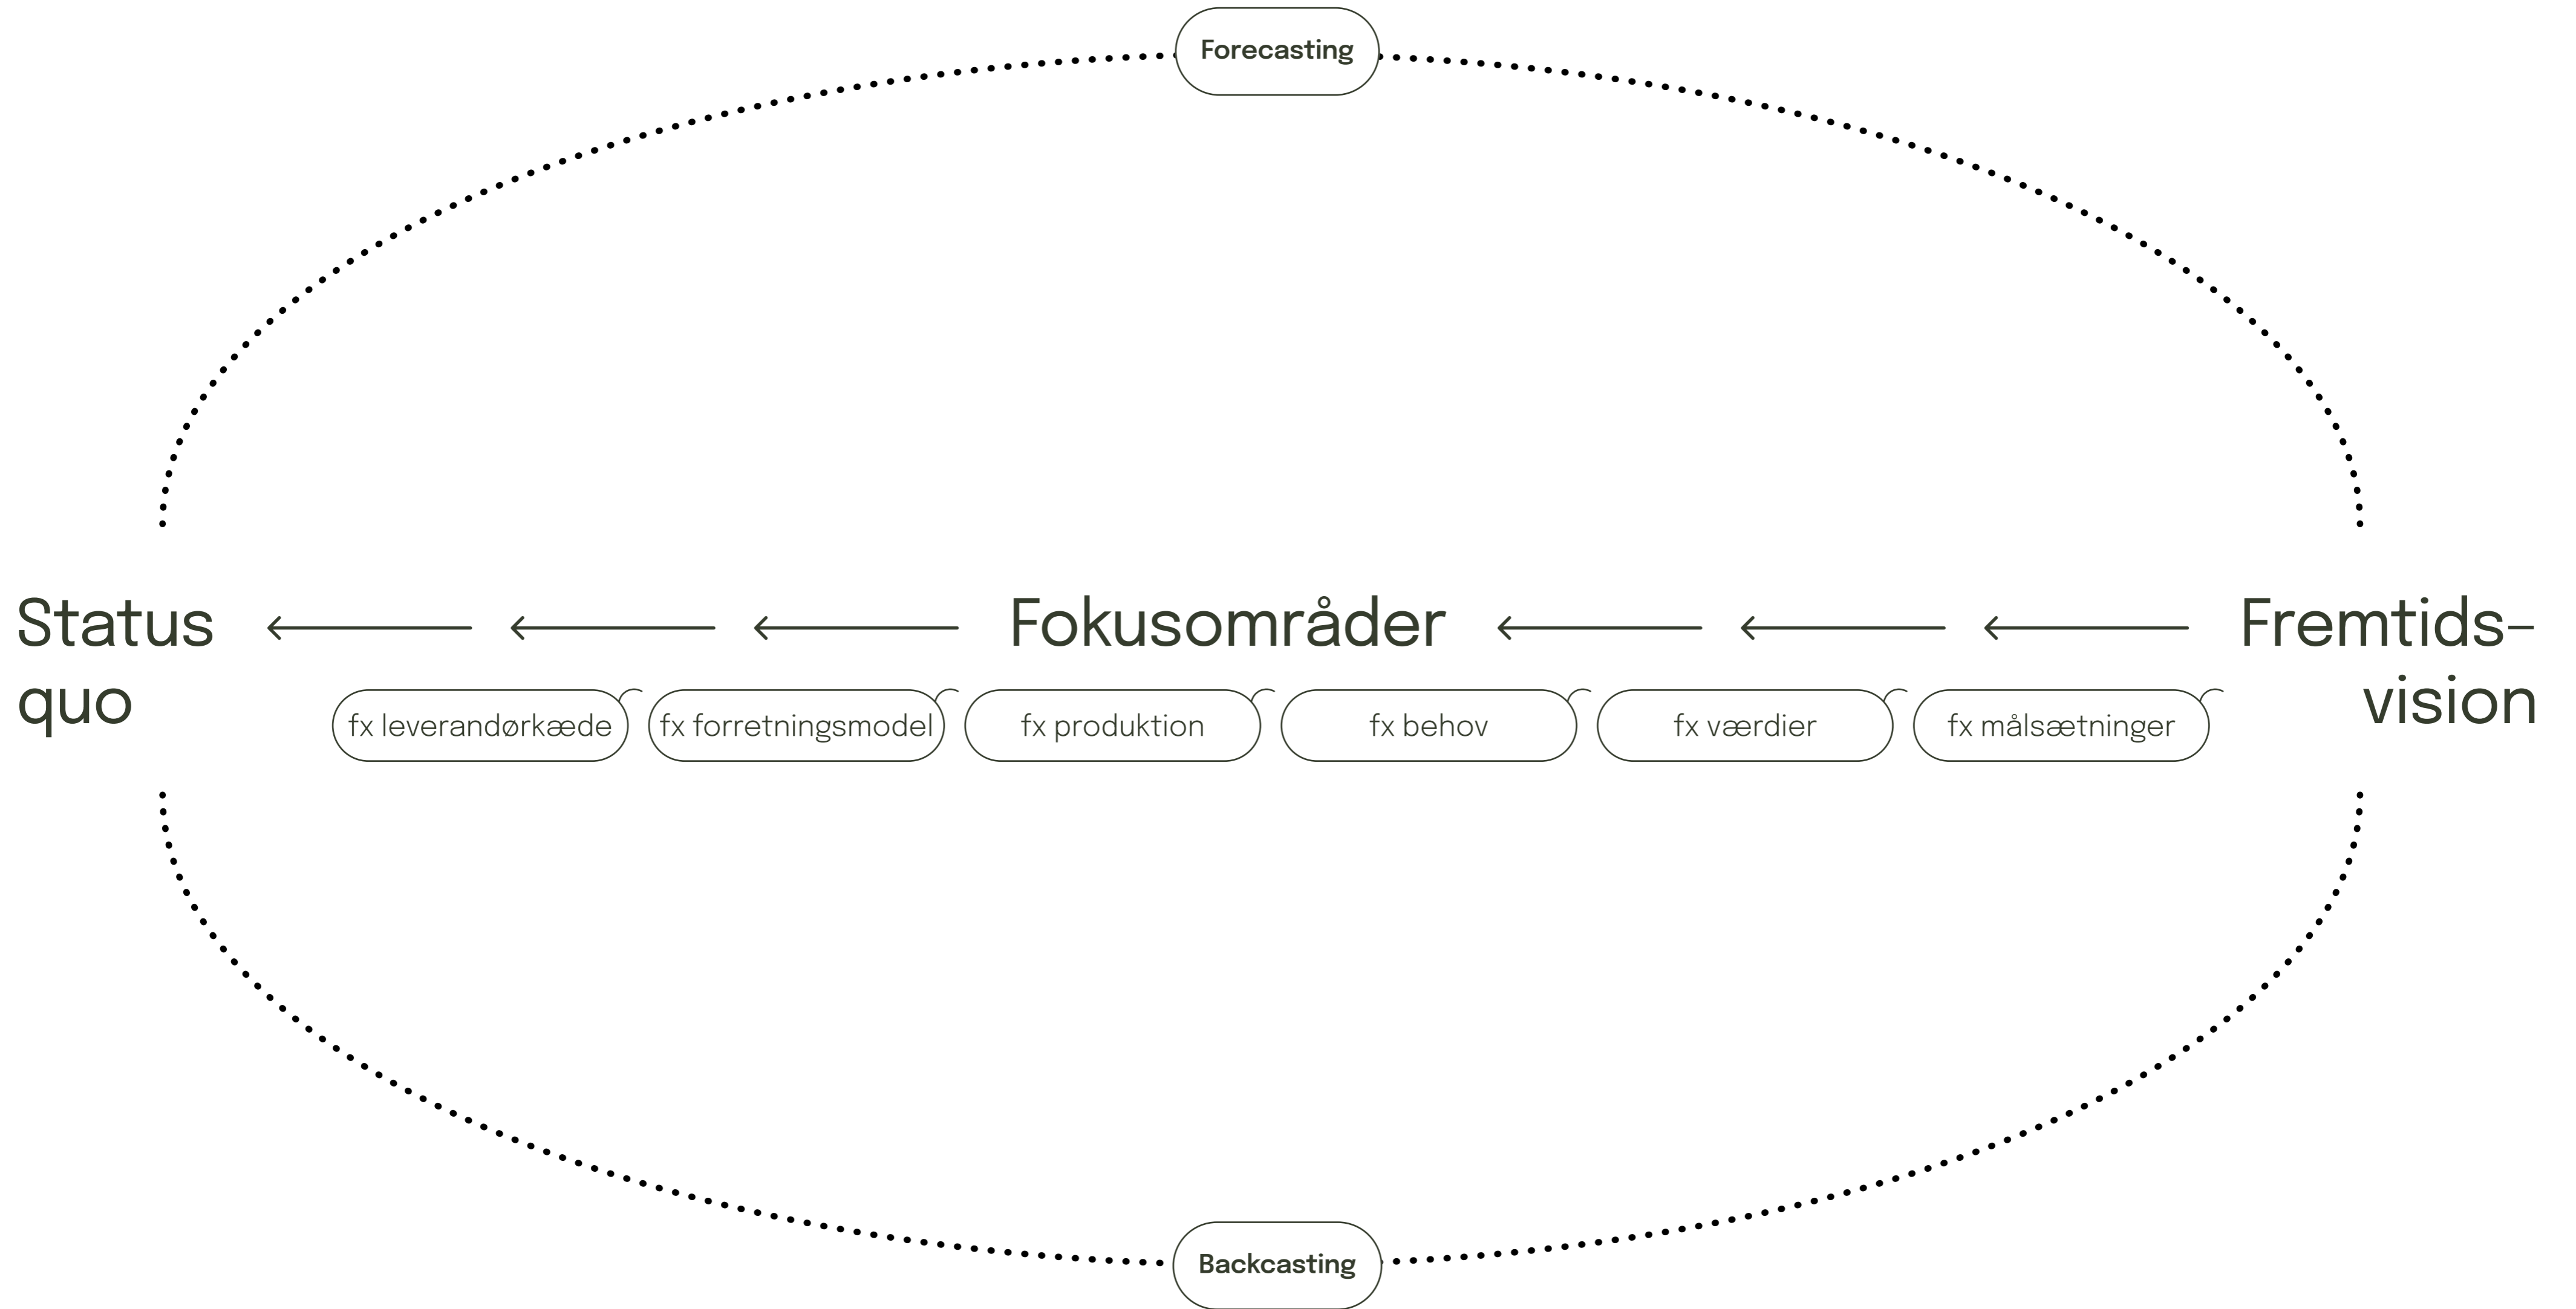 Forecasting
Status
quo
Fokusområder
Fremtids-
vision
fx leverandørkæde
fx forretningsmodel
fx produktion
fx behov
fx værdier
fx målsætninger
Backcasting